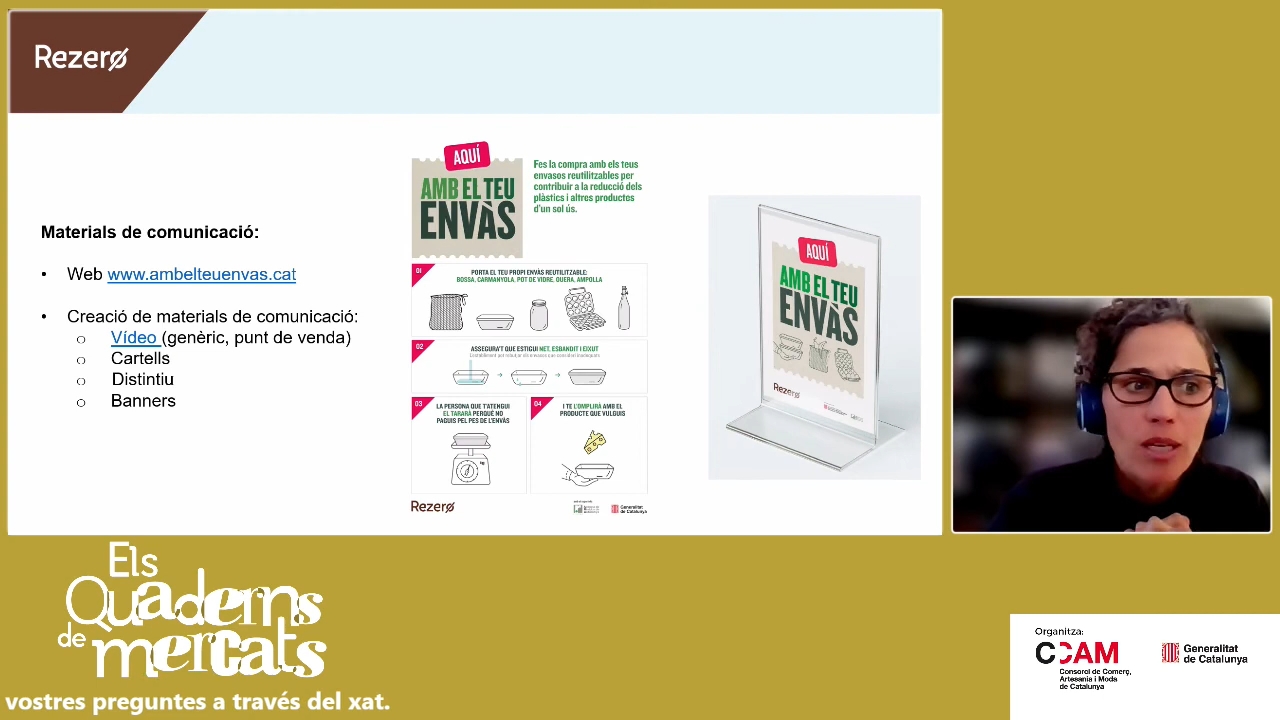 Rezero
Materials de comunicació:
• Web www.ambelteuenvas.cat
• Creació de materials de comunicació:
o Vídeo (genèric, punt de venda)
o Cartells
o Distintiu
o Banners
AQUÍ
AMB EL TEU
ENVÀS
Fes la compra amb els teus
envasos reutilitzables per
contribuir a la reducció dels
plàstics i altres productes
d'un sol ús.
01
PORTA EL TEU PROPI ENVÀS REUTILITZABLE:
BOSSA, CARMANYOLA, POT DE VIDRE, OUERA, AMPOLLA
02
ASSEGURA'T QUE ESTIGUI NET, ESBANDIT I EIXUT
03
LA PERSONA QUE T'ATENGUI
EL TARARÀ PERQUÈ NO
PAGUIS PEL PES DE L'ENVÀS
04
I TE L'OMPLIRÀ AMB EL
PRODUCTE QUE VULGUIS
Rezero
Generalitat
de Catalunya
AQUÍ
AMB EL TEU
ENVÀS
Rezero
Els
Quaderns
de mercats
vostres preguntes a través del xat.
Organitza:
CCAM
Consorci de Comerç,
Artesania i Moda
de Catalunya
Generalitat
de Catalunya